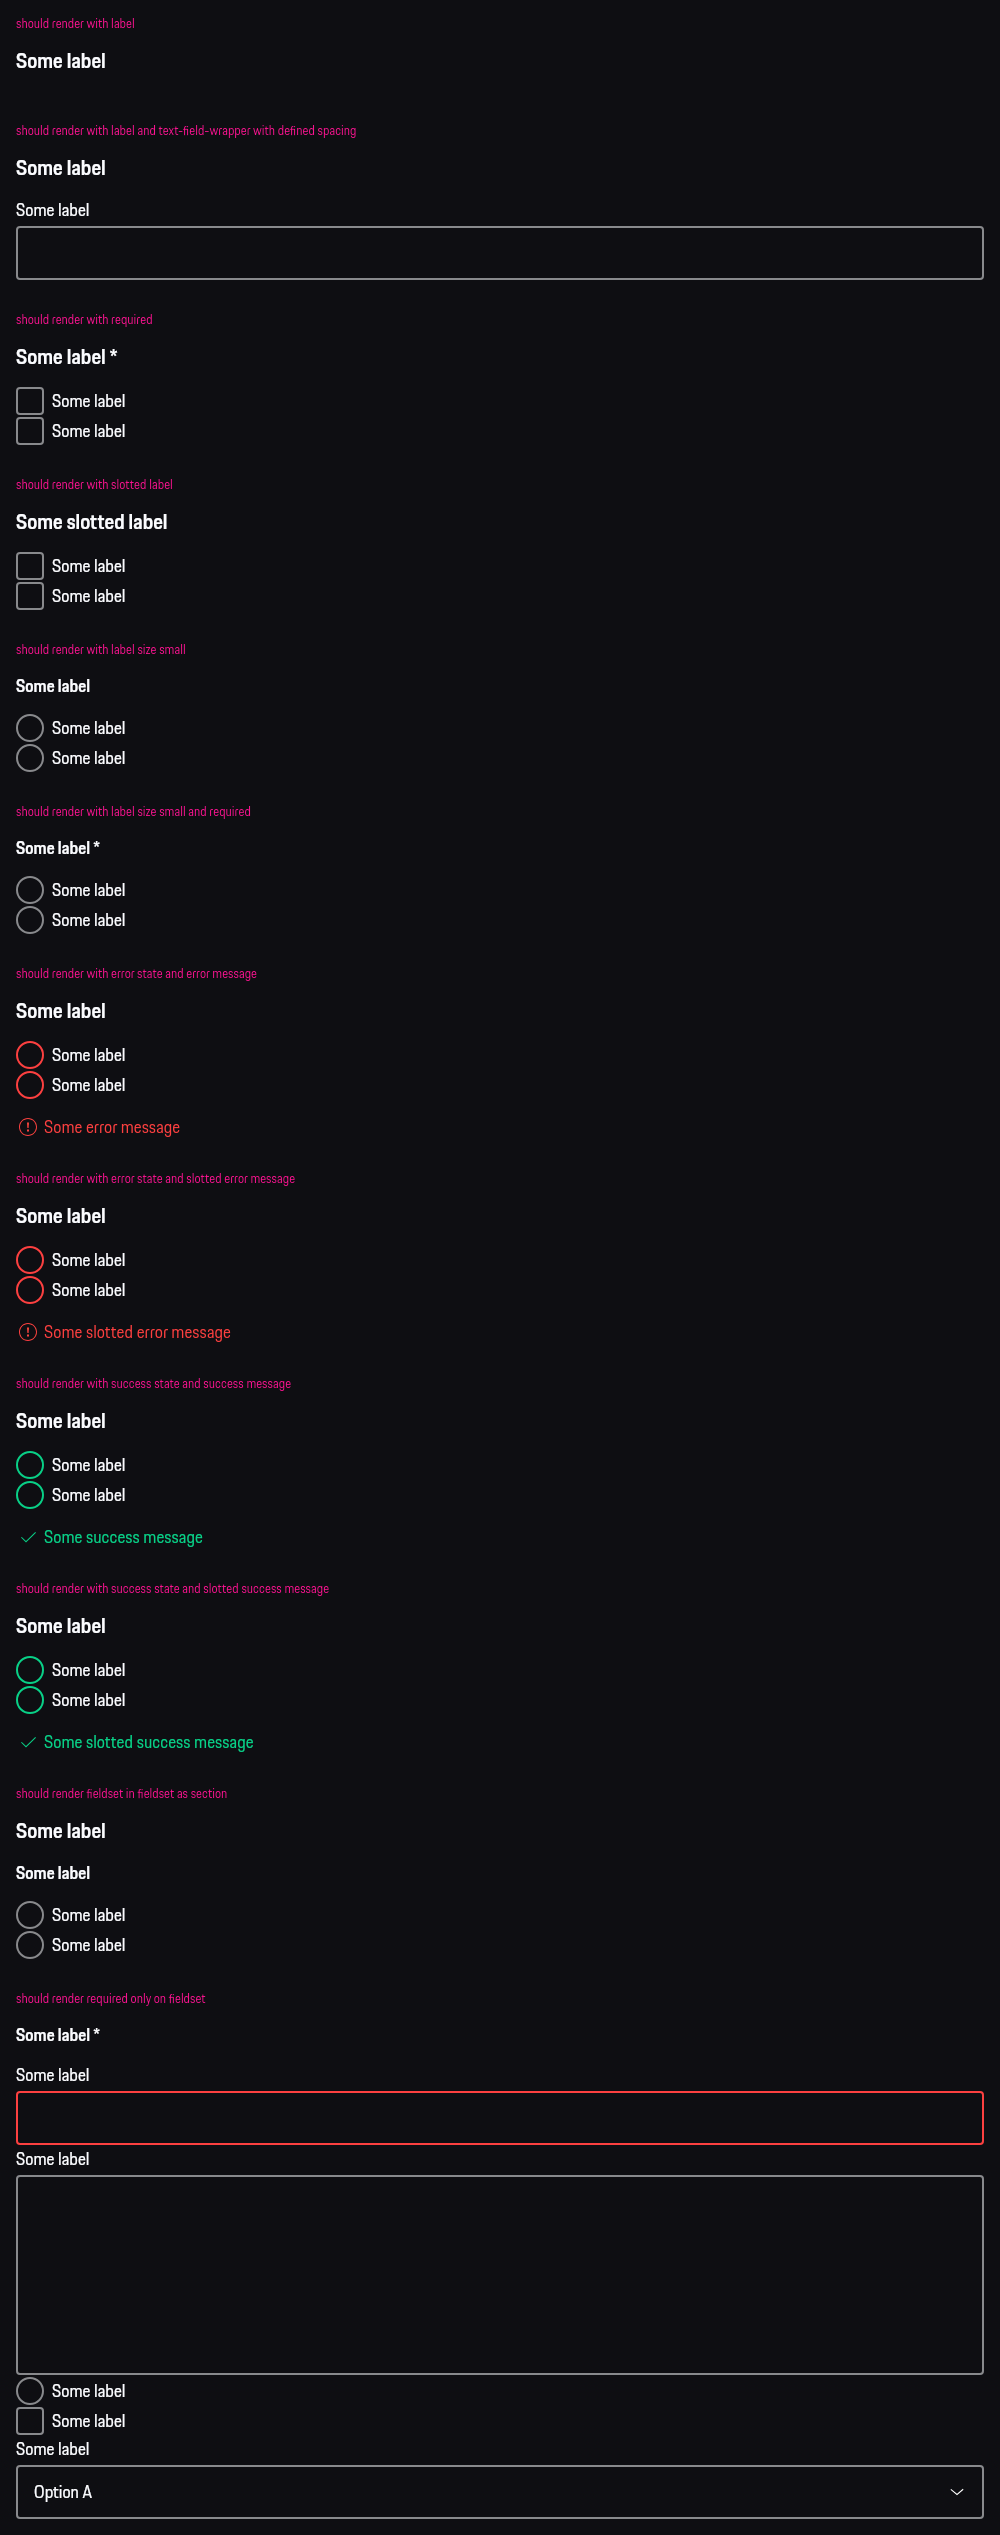 should render with label
Some label
should render with label and text-field-wrapper with defined spacing
Some label
Some label
should render with required
Some label *
Some label
Some label
should render with slotted label
Some slotted label
Some label
Some label
should render with label size small
Some label
Some label
Some label
should render with label size small and required
Some label *
Some label
Some label
should render with error state and error message
Some label
Some label
Some label
Some error message
should render with error state and slotted error message
Some label
Some label
Some label
Some slotted error message
should render with success state and success message
Some label
Some label
Some label
Some success message
should render with success state and slotted success message
Some label
Some label
Some label
Some slotted success message
should render fieldset in fieldset as section
Some label
Some label
Some label
Some label
should render required only on fieldset
Some label *
Some label
Some label
Some label
Some label
Some label
Option A